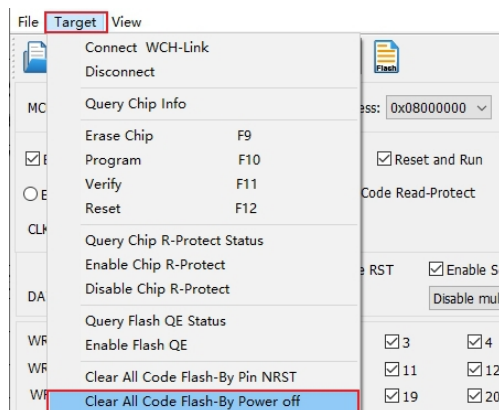 File Target View
Connect WCH-Link
Disconnect
Flash
Query Chip Info
MC
ess: 0x08000000
Erase Chip F9
Program F10
Reset and Run
Verify F11
Code Read-Protect
Reset F12
CLK
Query Chip R-Protect Status
Enable Chip R-Protect
e RST Enable S
Disable Chip R-Protect
DA
Disable mul
Query Flash QE Status
Enable Flash QE
WR
3 4
Clear All Code Flash-By Pin NRST
WR
11 12
Clear All Code Flash-By Power off
WR
19 20